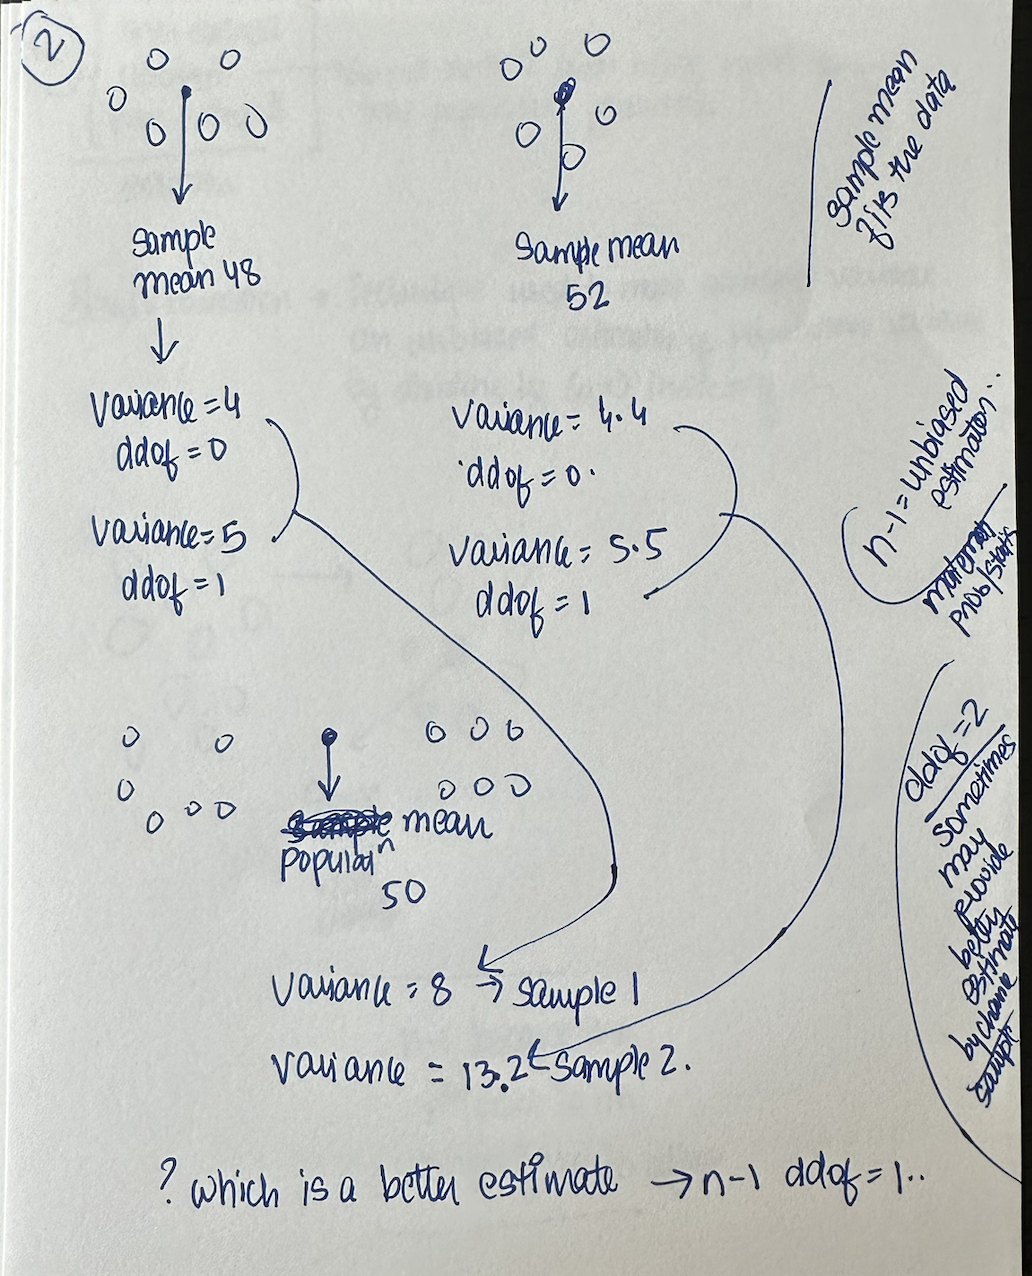 2
Sample
mean 48
Sample mean
52
Sample mean
fits the data
Variance = 4
ddof = 0
Variance = 5
ddof = 1
Variance = 4.4
ddof = 0.
Variance = 5.5
ddof = 1
n-1 = unbiased
estimator..
prob/stats
mean
populatn
50
Variance = 8 → Sample 1
Variance = 13.2 Sample 2.
ddof = 2
sometimes
may
provide
better
estimate
by chance
sample
? which is a better estimate → n-1 ddof = 1..